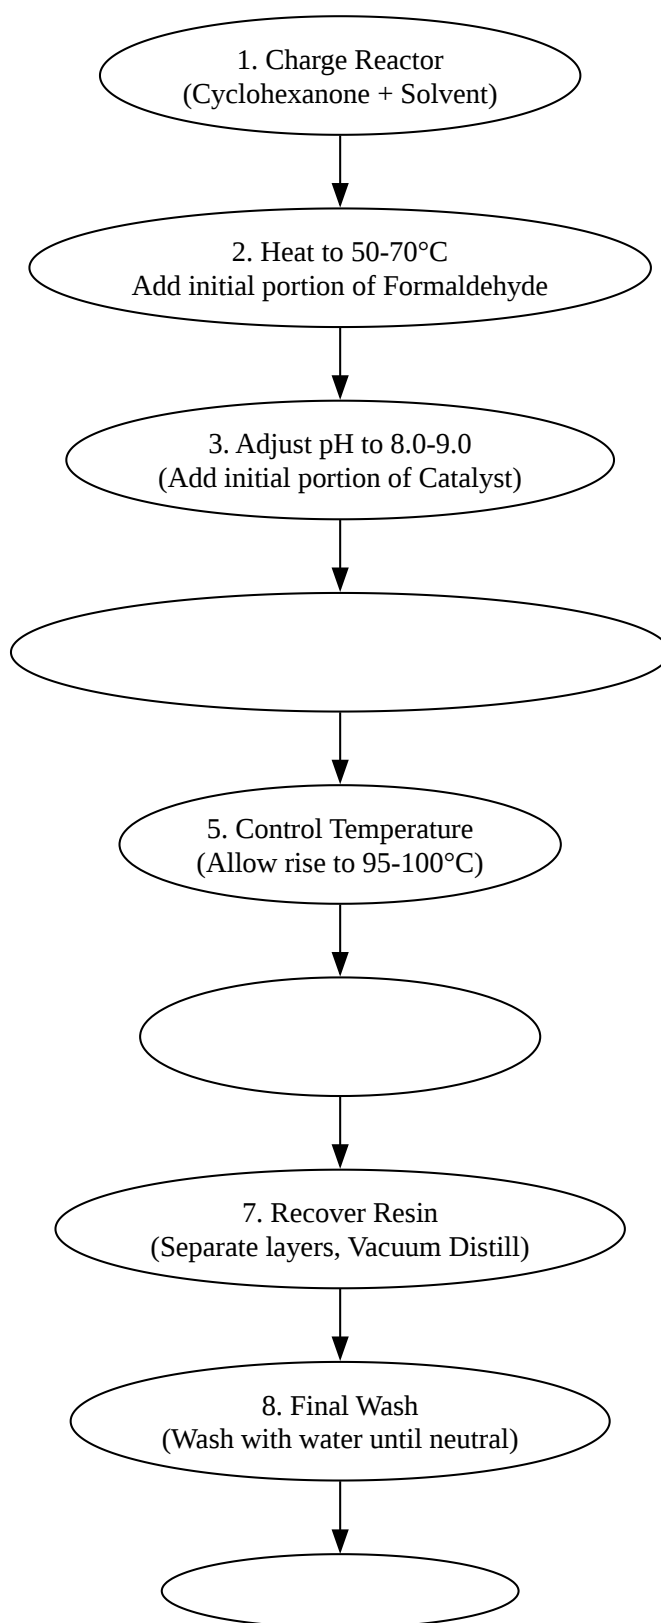 1. Charge Reactor
(Cyclohexanone + Solvent)
2. Heat to 50-70°C
Add initial portion of Formaldehyde
3. Adjust pH to 8.0-9.0
(Add initial portion of Catalyst)
5. Control Temperature
(Allow rise to 95-100°C)
7. Recover Resin
(Separate layers, Vacuum Distill)
8. Final Wash
(Wash with water until neutral)